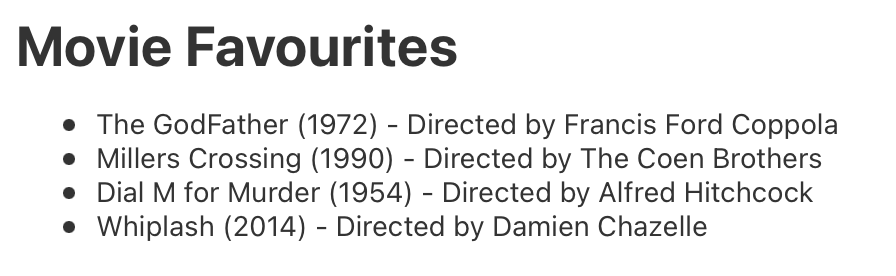 Movie Favourites
• The GodFather (1972) - Directed by Francis Ford Coppola
• Millers Crossing (1990) - Directed by The Coen Brothers
• Dial M for Murder (1954) - Directed by Alfred Hitchcock
• Whiplash (2014) - Directed by Damien Chazelle